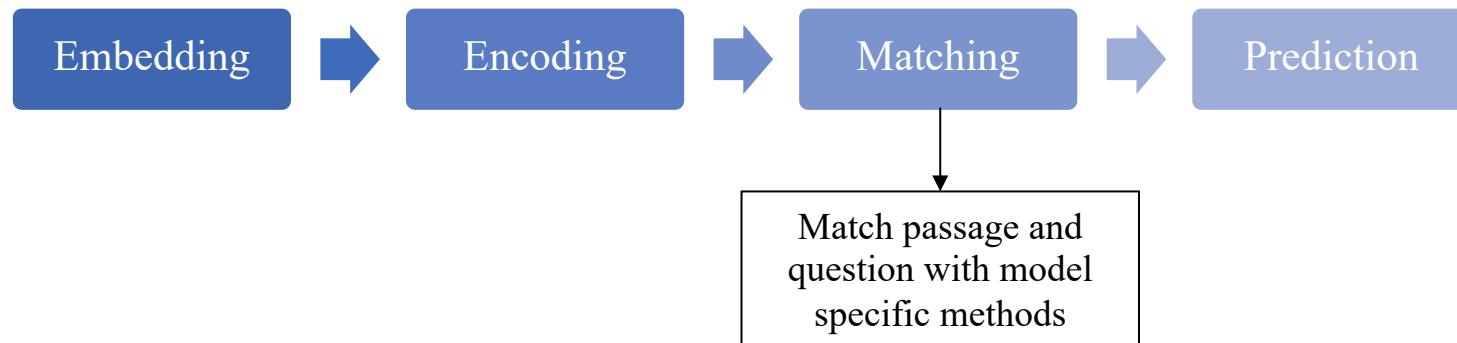 Embedding
Encoding
Matching
Prediction
Match passage and
question with model
specific methods